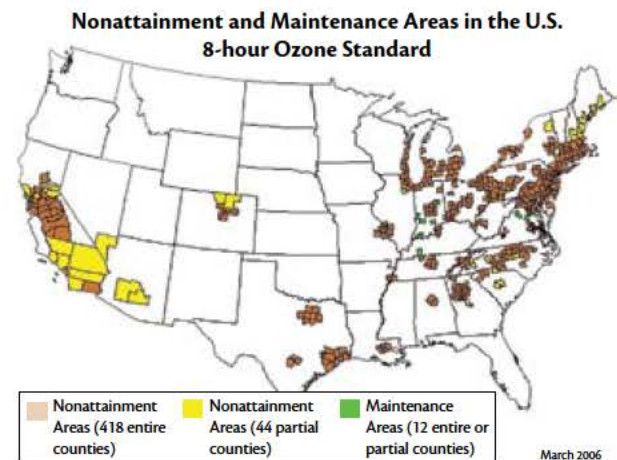 Nonattainment and Maintenance Areas in the U.S.
8-hour Ozone Standard
Nonattainment
Areas (418 entire
counties)
Nonattainment
Areas (44 partial
counties)
Maintenance
Areas (12 entire or
partial counties)
March 2006